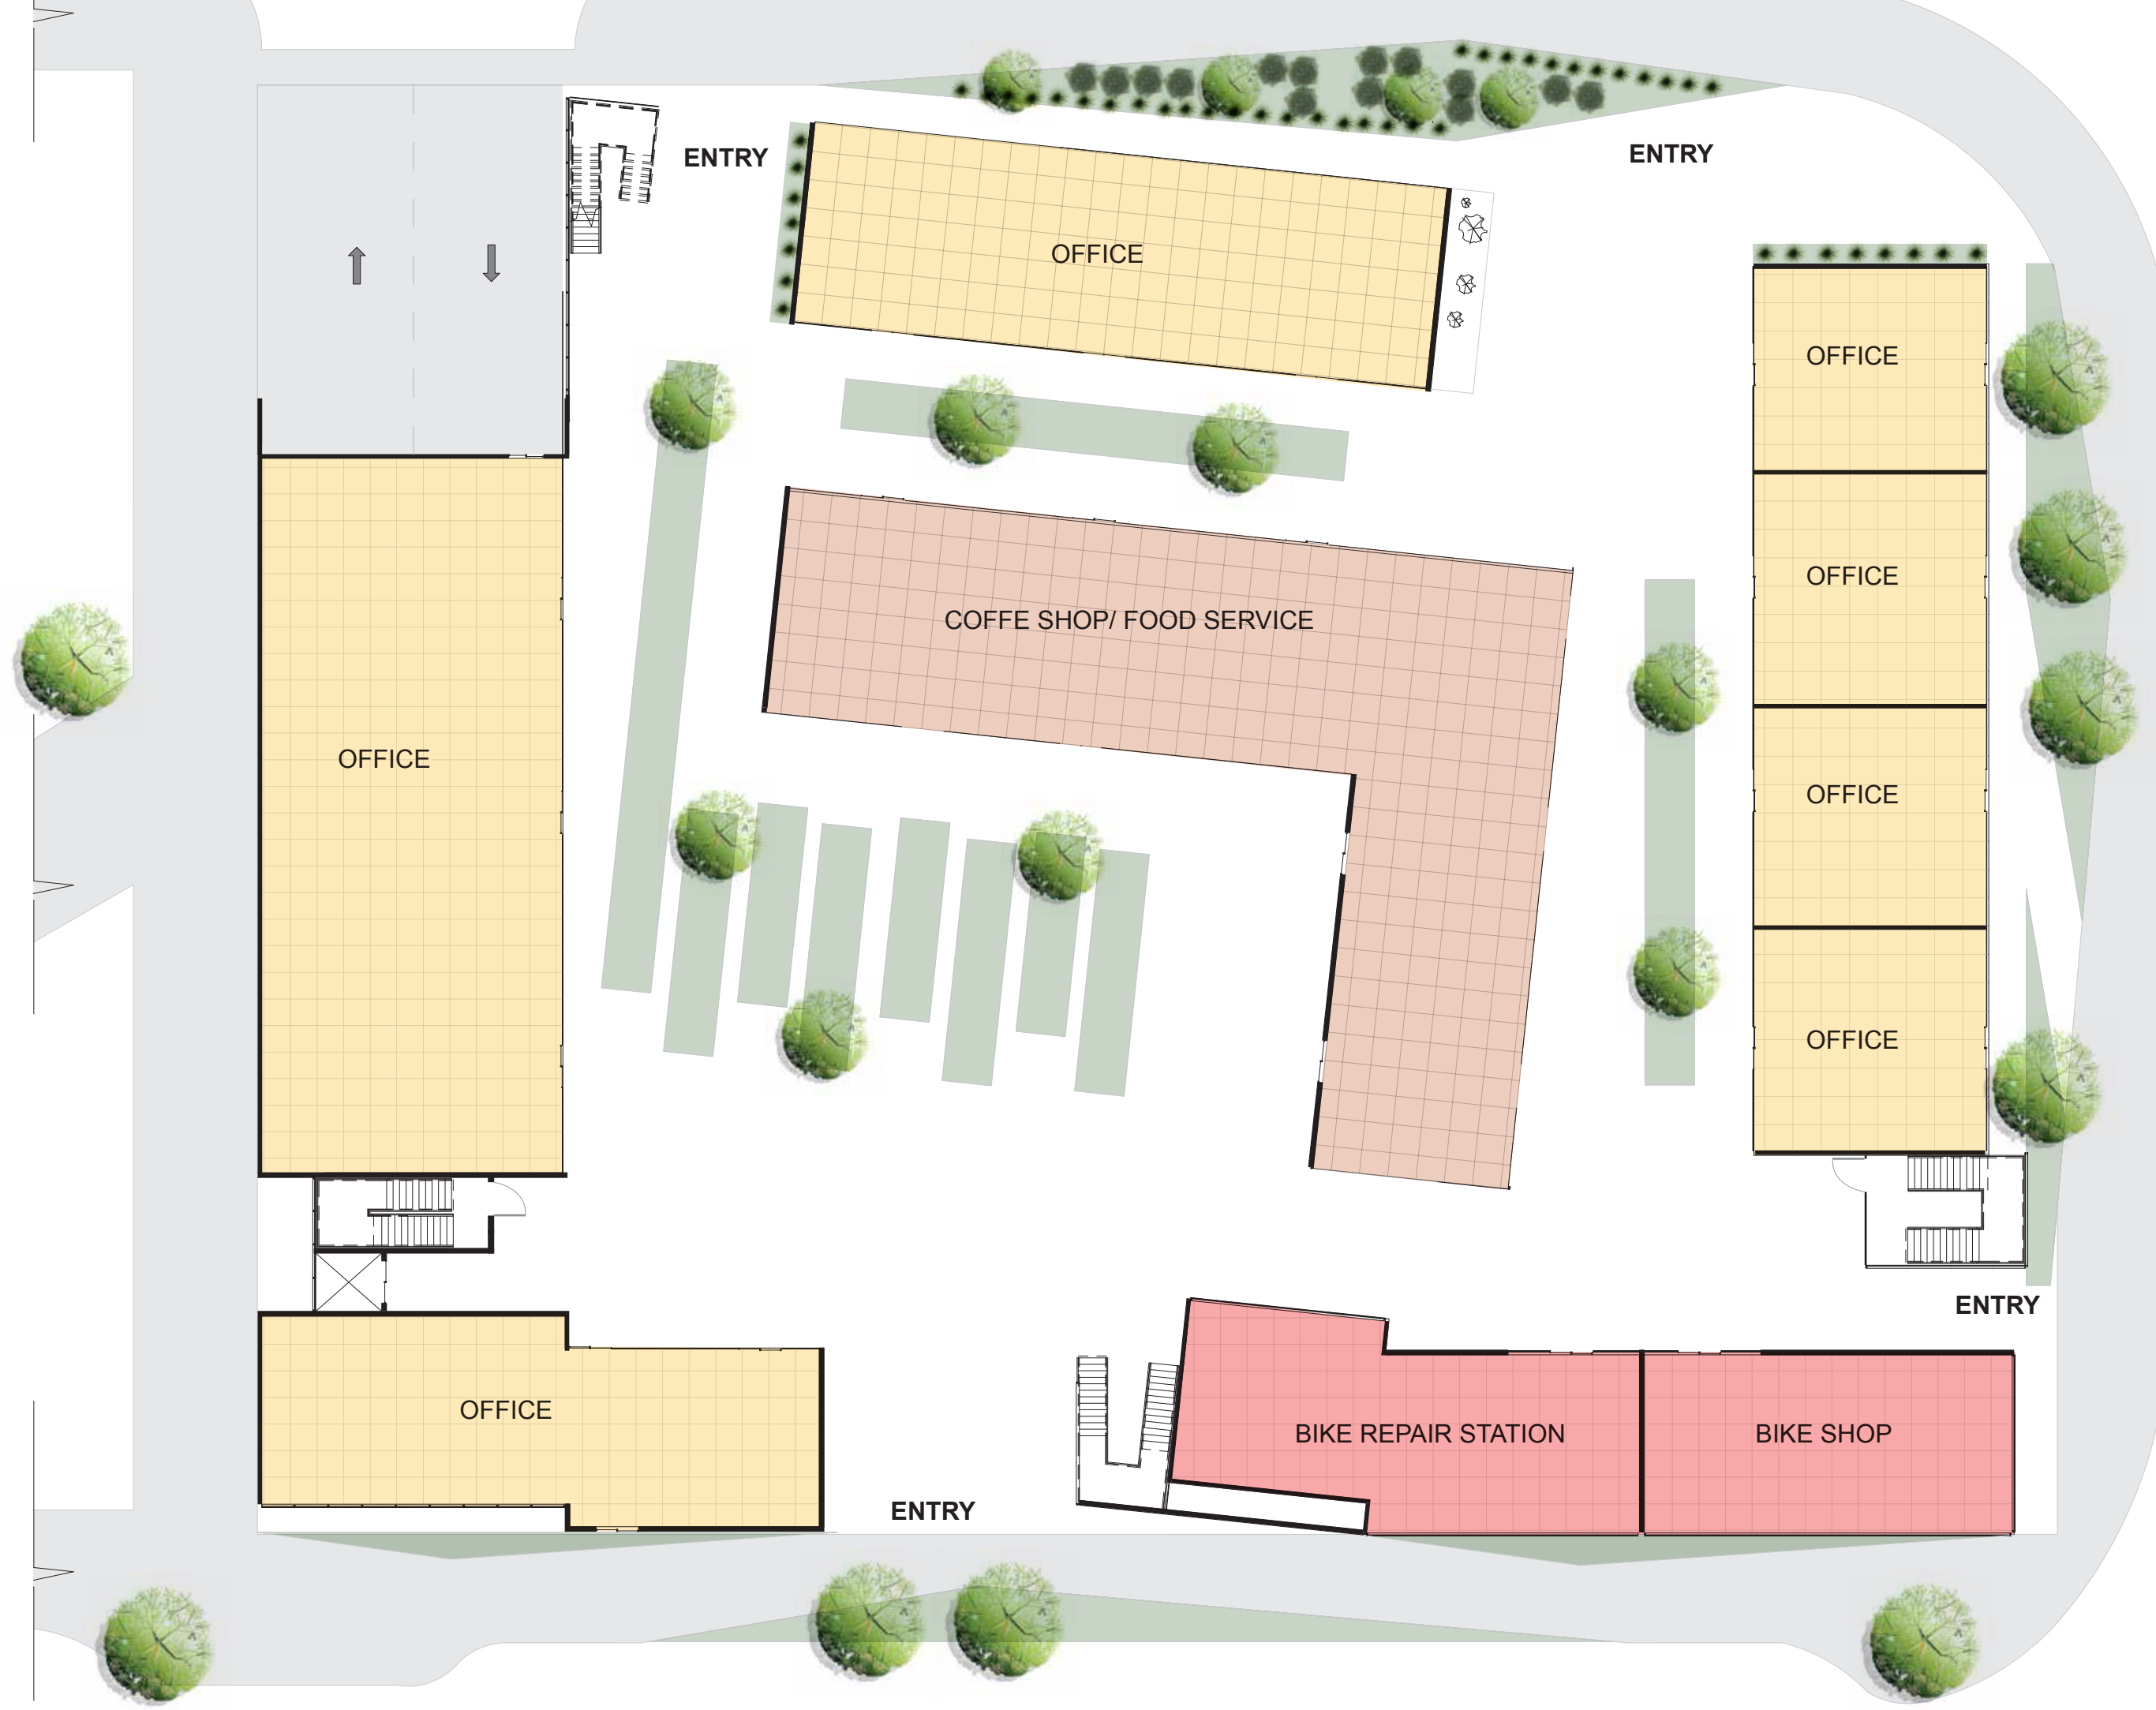 ENTRY
ENTRY
OFFICE
OFFICE
OFFICE
COFFE SHOP/ FOOD SERVICE
OFFICE
OFFICE
OFFICE
ENTRY
OFFICE
BIKE REPAIR STATION
BIKE SHOP
ENTRY